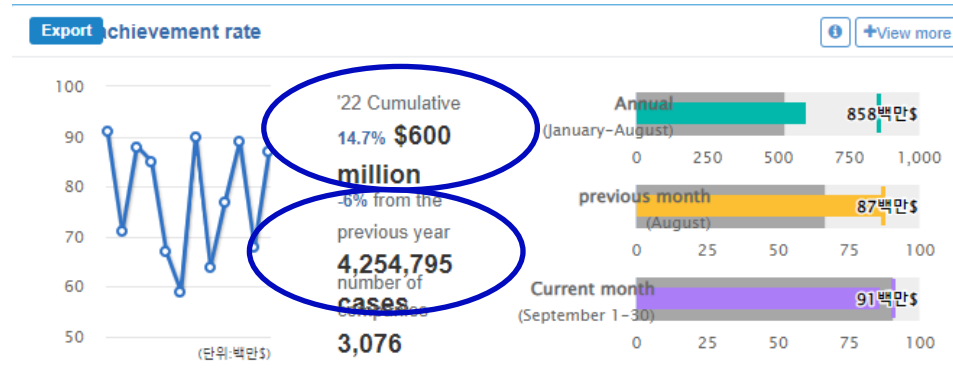 Export achievement rate
View more
100
90
80
70
60
50
(단위:백만$)
'22 Cumulative
14.7% $600
million
-6% from the
previous year
4,254,795
number of
cases
companies
3,076
Annual
(January-August)
858백만$
0 250 500 750 1,000
previous month
(August)
87백만$
0 25 50 75 100
Current month
(September 1-30)
91백만$
0 25 50 75 100